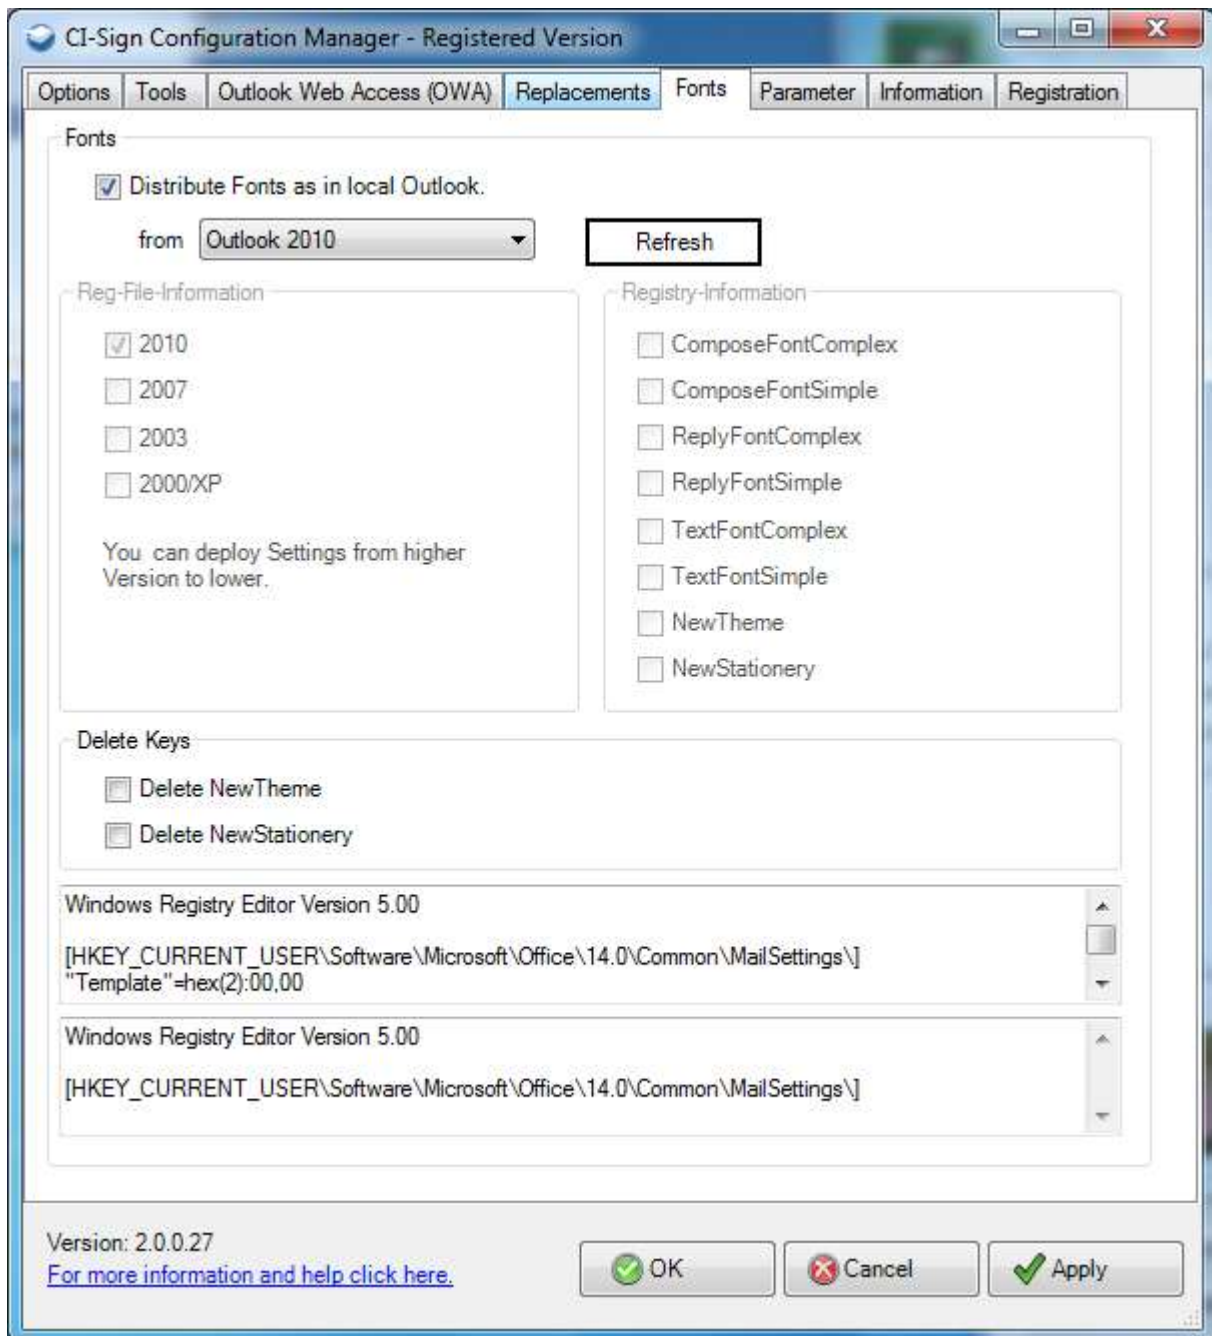 CI-Sign Configuration Manager - Registered Version
Options Tools Outlook Web Access (OWA) Replacements Fonts Parameter Information Registration
Fonts
Distribute Fonts as in local Outlook.
from Outlook 2010 Refresh
Reg-File-Information
2010
2007
2003
2000/XP
You can deploy Settings from higher
Version to lower.
Registry-Information
ComposeFontComplex
ComposeFontSimple
ReplyFontComplex
ReplyFontSimple
TextFontComplex
TextFontSimple
NewTheme
NewStationery
Delete Keys
Delete NewTheme
Delete NewStationery
Windows Registry Editor Version 5.00
[HKEY_CURRENT_USER\Software\Microsoft\Office\14.0\Common\MailSettings\]
"Template"=hex(2):00,00
Windows Registry Editor Version 5.00
[HKEY_CURRENT_USER\Software\Microsoft\Office\14.0\Common\MailSettings\]
Version: 2.0.0.27
For more information and help click here.
OK Cancel Apply